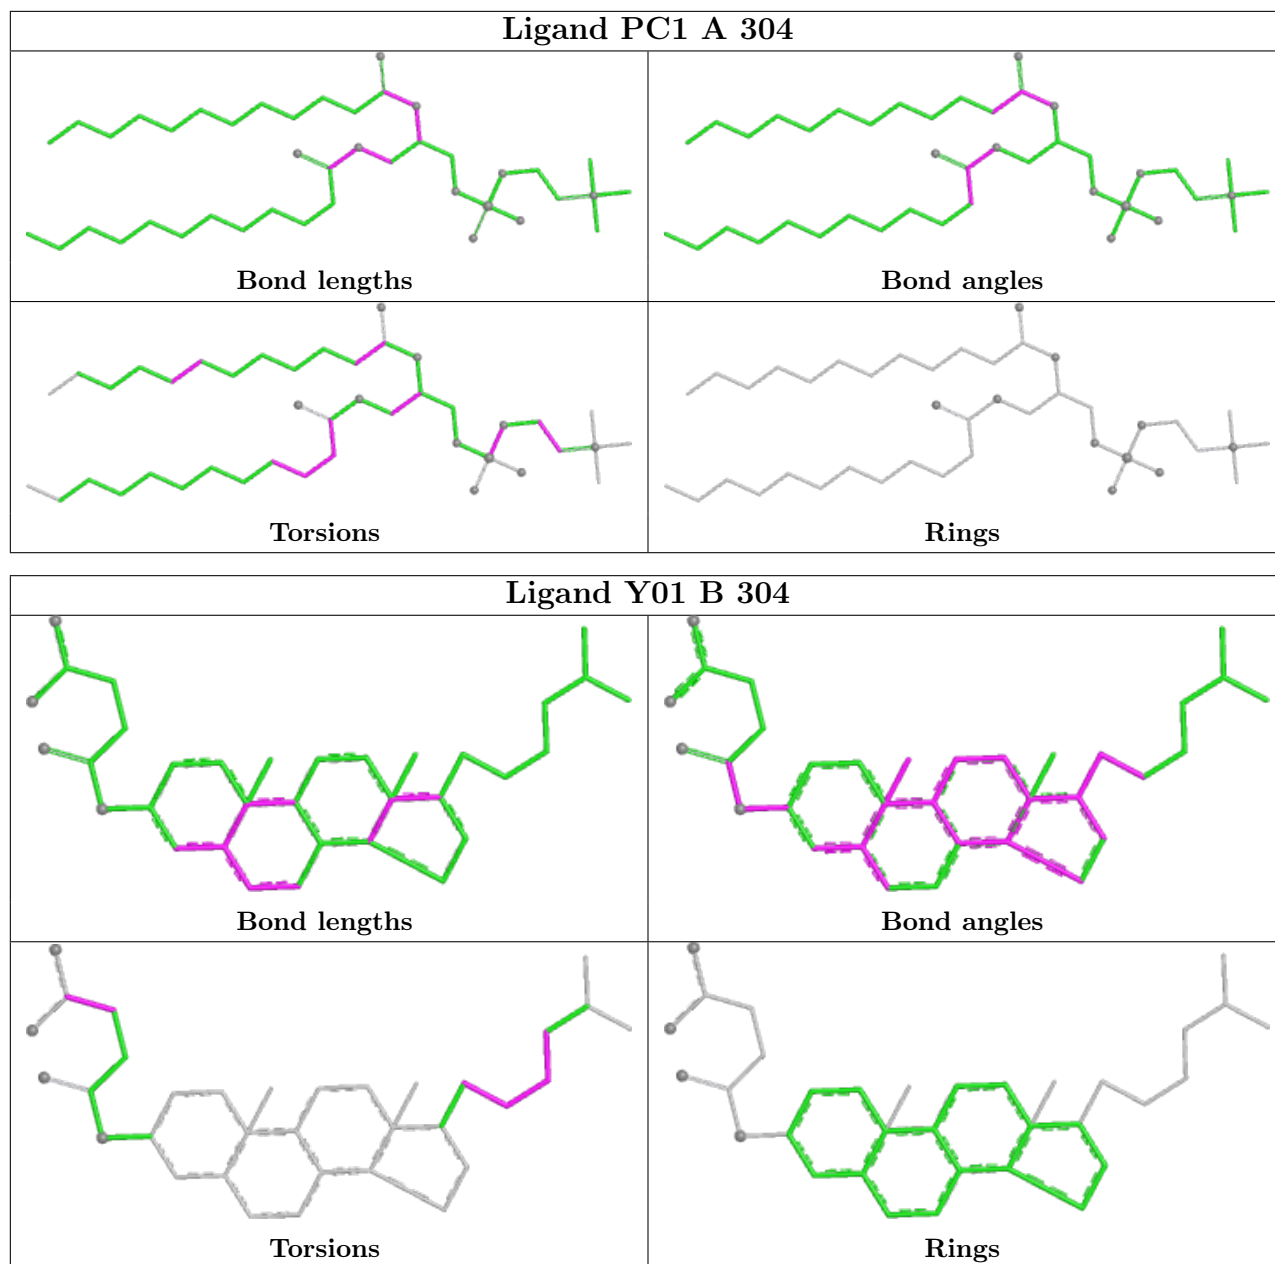 Ligand PC1 A 304
Bond lengths
Bond angles
Torsions
Rings
Ligand Y01 B 304
Bond lengths
Bond angles
Torsions
Rings